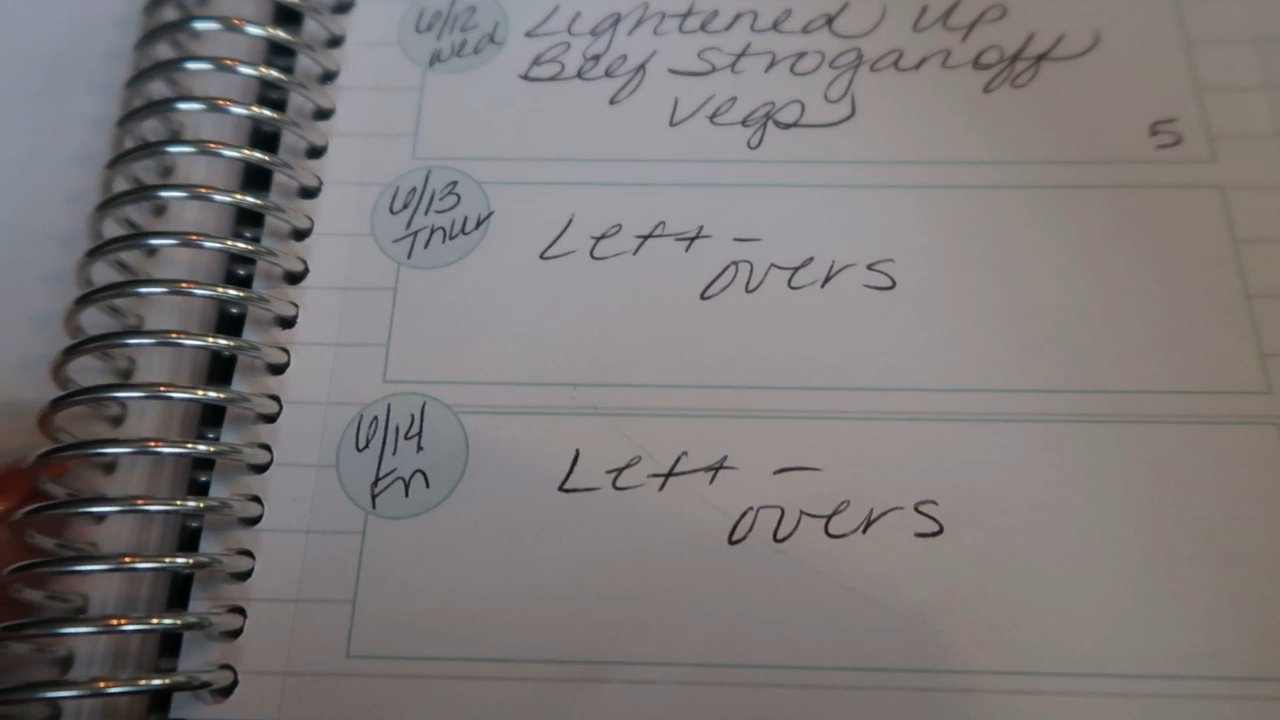 6/12
Wed
Lightened Up
Beef Stroganoff
Vegs
5
6/13
Thur
Left -
overs
6/14
Fri
Left -
overs